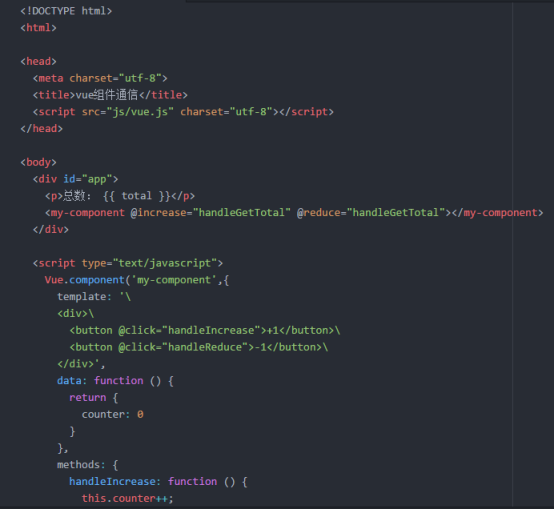 <!DOCTYPE html>
<html>
<head>
<meta charset="utf-8">
<title>vue组件通信</title>
<script src="js/vue.js" charset="utf-8"></script>
</head>
<body>
<div id="app">
<p>总数: {{ total }}</p>
<my-component @increase="handleGetTotal" @reduce="handleGetTotal"></my-component>
</div>
<script type="text/javascript">
Vue.component('my-component',{
template: '\
<div>\
<button @click="handleIncrease">+1</button>\
<button @click="handleReduce">-1</button>\
</div>',
data: function () {
return {
counter: 0
}
},
methods: {
handleIncrease: function () {
this.counter++;